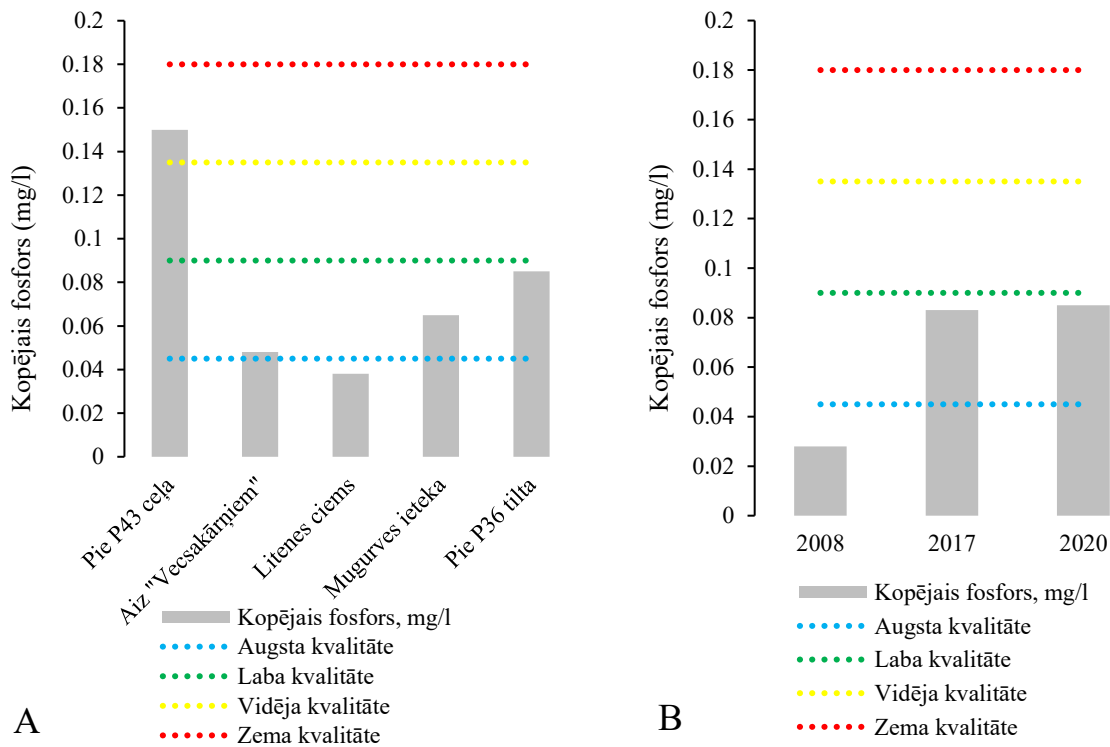 0.2
0.18
0.16
0.14
0.12
0.1
0.08
0.06
0.04
0.02
0
Kopējais fosfors (mg/l)
Pie P43 ceļa
Aiz "Vecsakārņiem"
Litenes ciems
Mugurves ieteka
Pie P36 tilta
Kopējais fosfors, mg/l
Augsta kvalitāte
Laba kvalitāte
Vidēja kvalitāte
Zema kvalitāte
A
0.2
0.18
0.16
0.14
0.12
0.1
0.08
0.06
0.04
0.02
0
Kopējais fosfors (mg/l)
2008
2017
2020
Kopējais fosfors, mg/l
Augsta kvalitāte
Laba kvalitāte
Vidēja kvalitāte
Zema kvalitāte
B